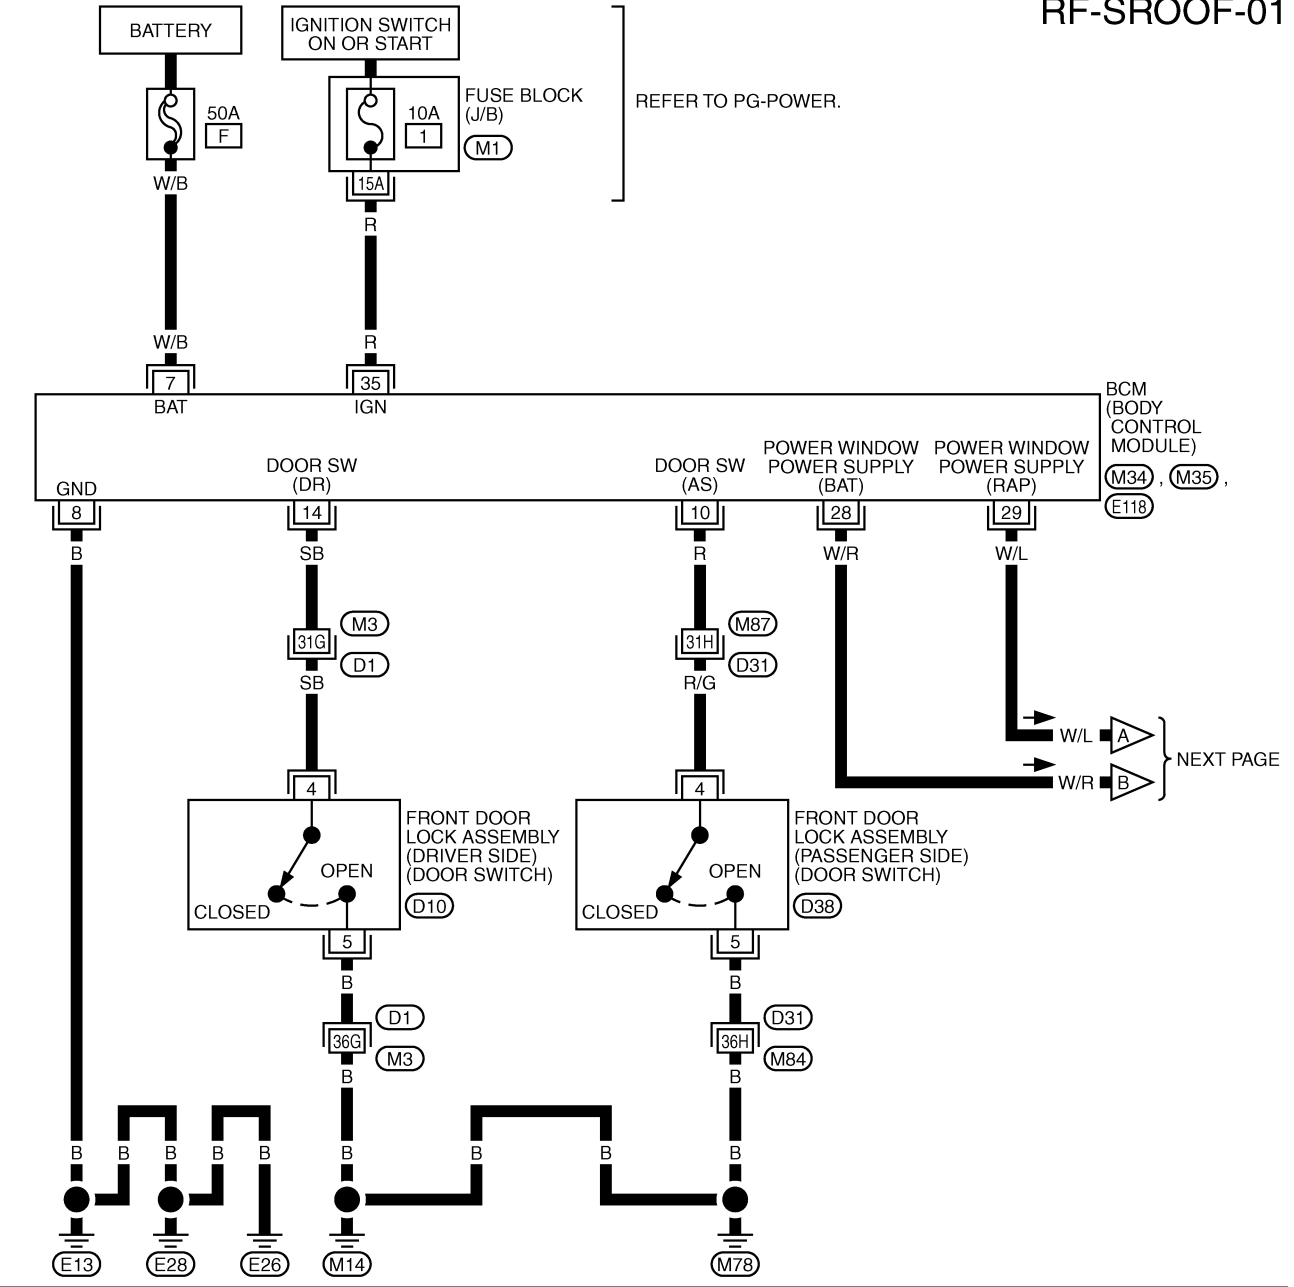 RF-SROOF-01
BATTERY
IGNITION SWITCH
ON OR START
50A
F
10A
1
FUSE BLOCK
(J/B)
M1
REFER TO PG-POWER.
W/B
15A
R
W/B
R
7
35
BAT
IGN
BCM
(BODY
CONTROL
MODULE)
M34 , M35 ,
E118
GND
DOOR SW
(DR)
DOOR SW
(AS)
POWER WINDOW
POWER SUPPLY
(BAT)
POWER WINDOW
POWER SUPPLY
(RAP)
8
14
10
28
29
B
SB
R
W/R
W/L
31G
M3
D1
31H
M87
D31
SB
R/G
W/L
A
W/R
B
NEXT PAGE
4
4
OPEN
CLOSED
FRONT DOOR
LOCK ASSEMBLY
(DRIVER SIDE)
(DOOR SWITCH)
D10
OPEN
CLOSED
FRONT DOOR
LOCK ASSEMBLY
(PASSENGER SIDE)
(DOOR SWITCH)
D38
5
5
B
B
36G
D1
M3
36H
D31
M84
B
B
B
B
B
B
B
B
B
B
B
E13
E28
E26
M14
M78